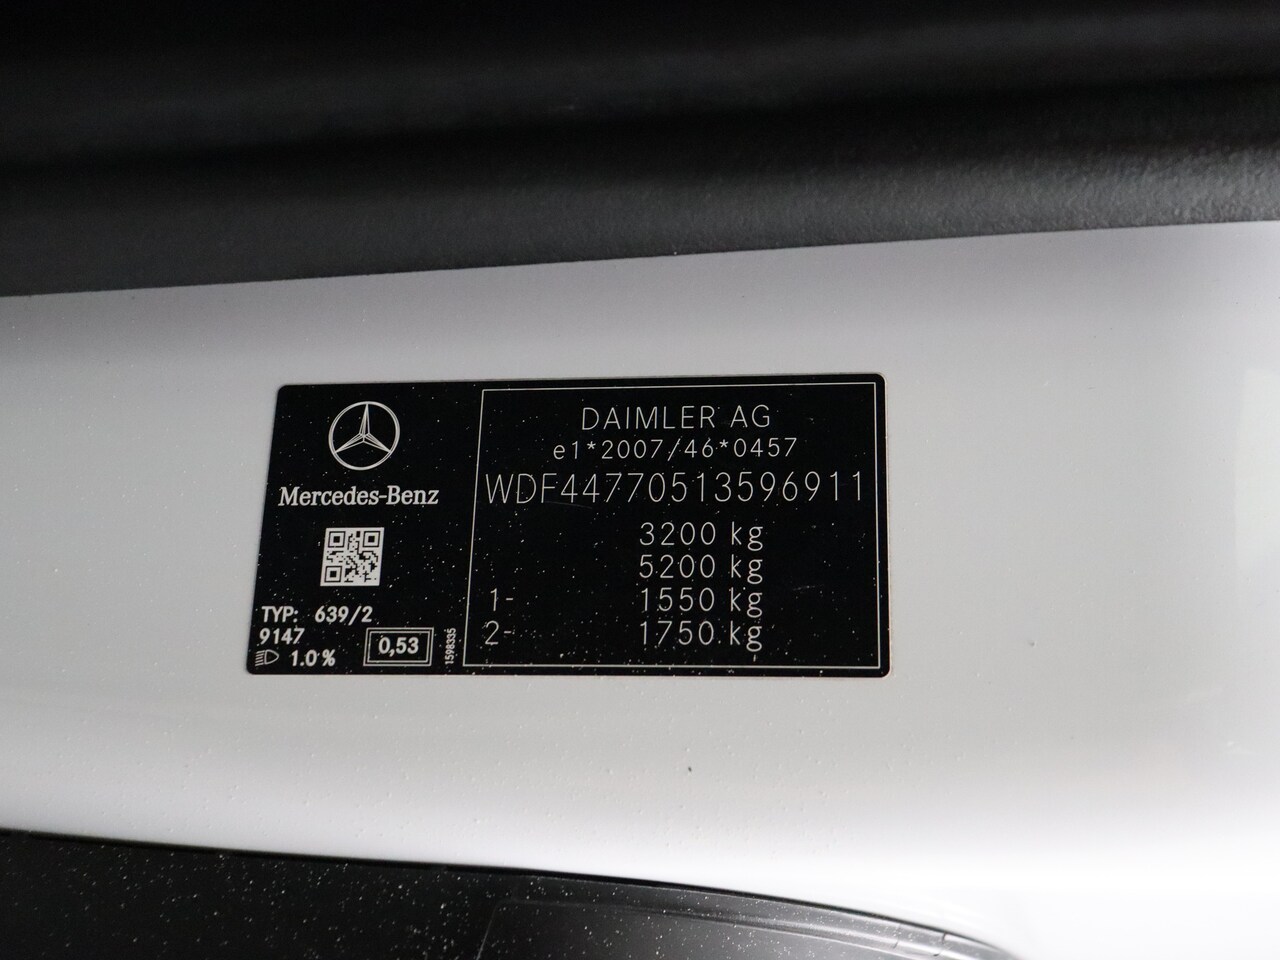 Mercedes-Benz
TYP: 639/2
9147
1.0%
0,53
1598335
DAIMLER AG
e1*2007/46*0457
WDF44770513596911
3200 kg
5200 kg
1- 1550 kg
2- 1750 kg